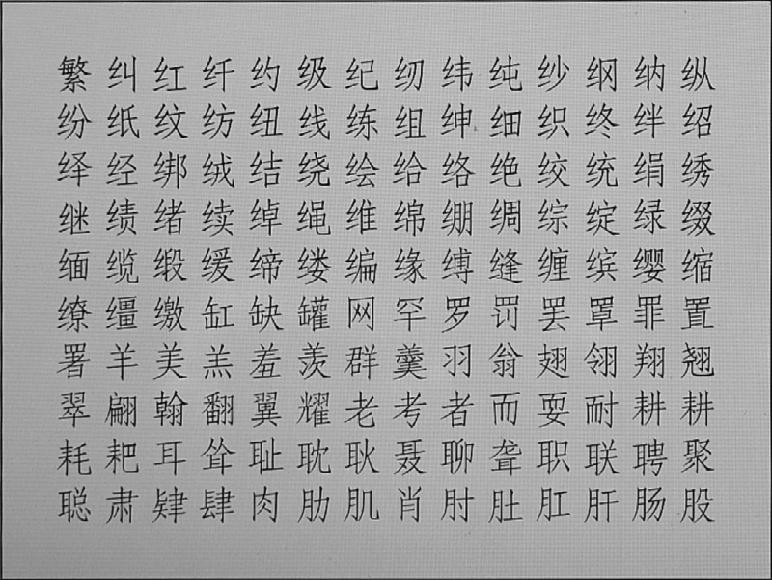 繁纠红纤约级纪纫纬纯纱纲纳纵
纷纸纹纺纽线练组绅细织终绊绍
绎经绑绒结绕绘给络绝绞统绢绣
继绩绪续绰绳维绵绷绸综绽绿缀
缅缆缎缓缔缕编缘缚缝缠缤缨缩
缭缰缴缸缺罐网罕罗罚罢罩罪置
署羊美羔羞羡群羹羽翁翅翎翔翘
翠翩翰翻翼耀老考者而耍耐耕耕
耗耙耳耸耻耽耿聂聊聋职联聘聚
聪肃肄肆肉肋肌肖肘肚肛肝肠股